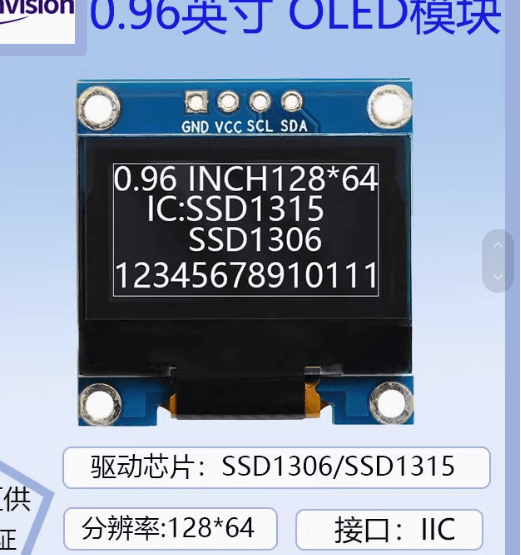 0.96英寸 OLED模块
GND VCC SCL SDA
0.96 INCH128*64
IC:SSD1315
SSD1306
12345678910111
驱动芯片：SSD1306/SSD1315
供
证
分辨率:128*64
接口：IIC